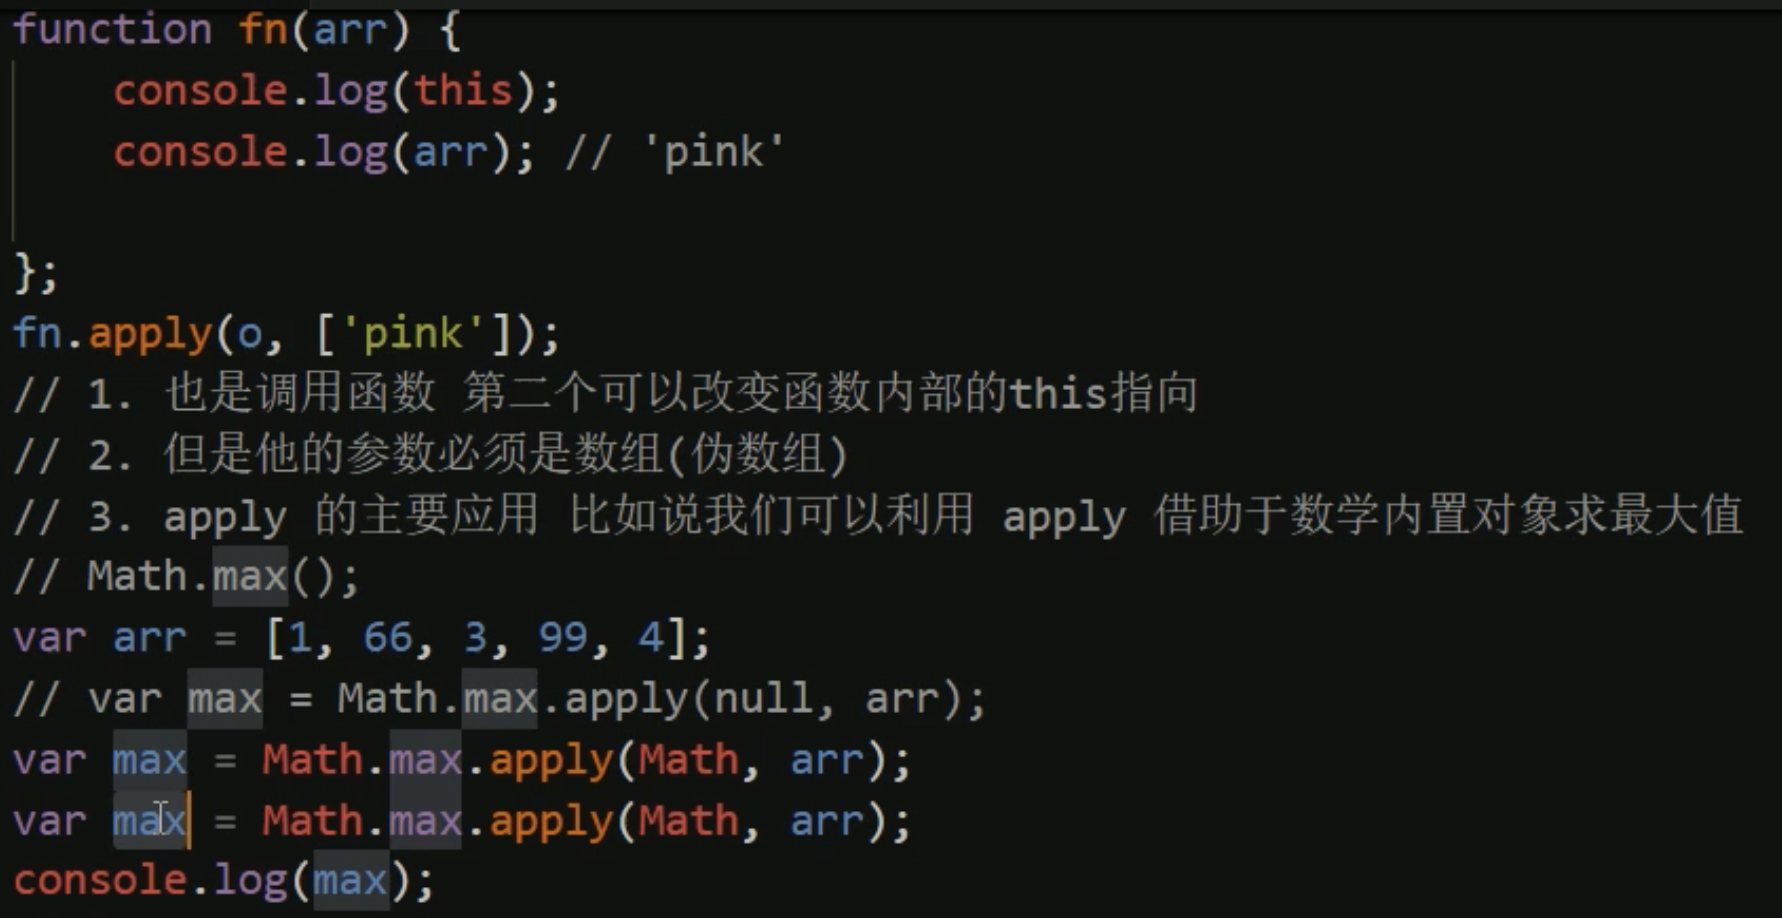 function fn(arr) {
console.log(this);
console.log(arr); // 'pink'
};
fn.apply(o, ['pink']);
// 1. 也是调用函数 第二个可以改变函数内部的this指向
// 2. 但是他的参数必须是数组(伪数组)
// 3. apply 的主要应用 比如说我们可以利用 apply 借助于数学内置对象求最大值
// Math.max();
var arr = [1, 66, 3, 99, 4];
// var max = Math.max.apply(null, arr);
var max = Math.max.apply(Math, arr);
var max = Math.max.apply(Math, arr);
console.log(max);